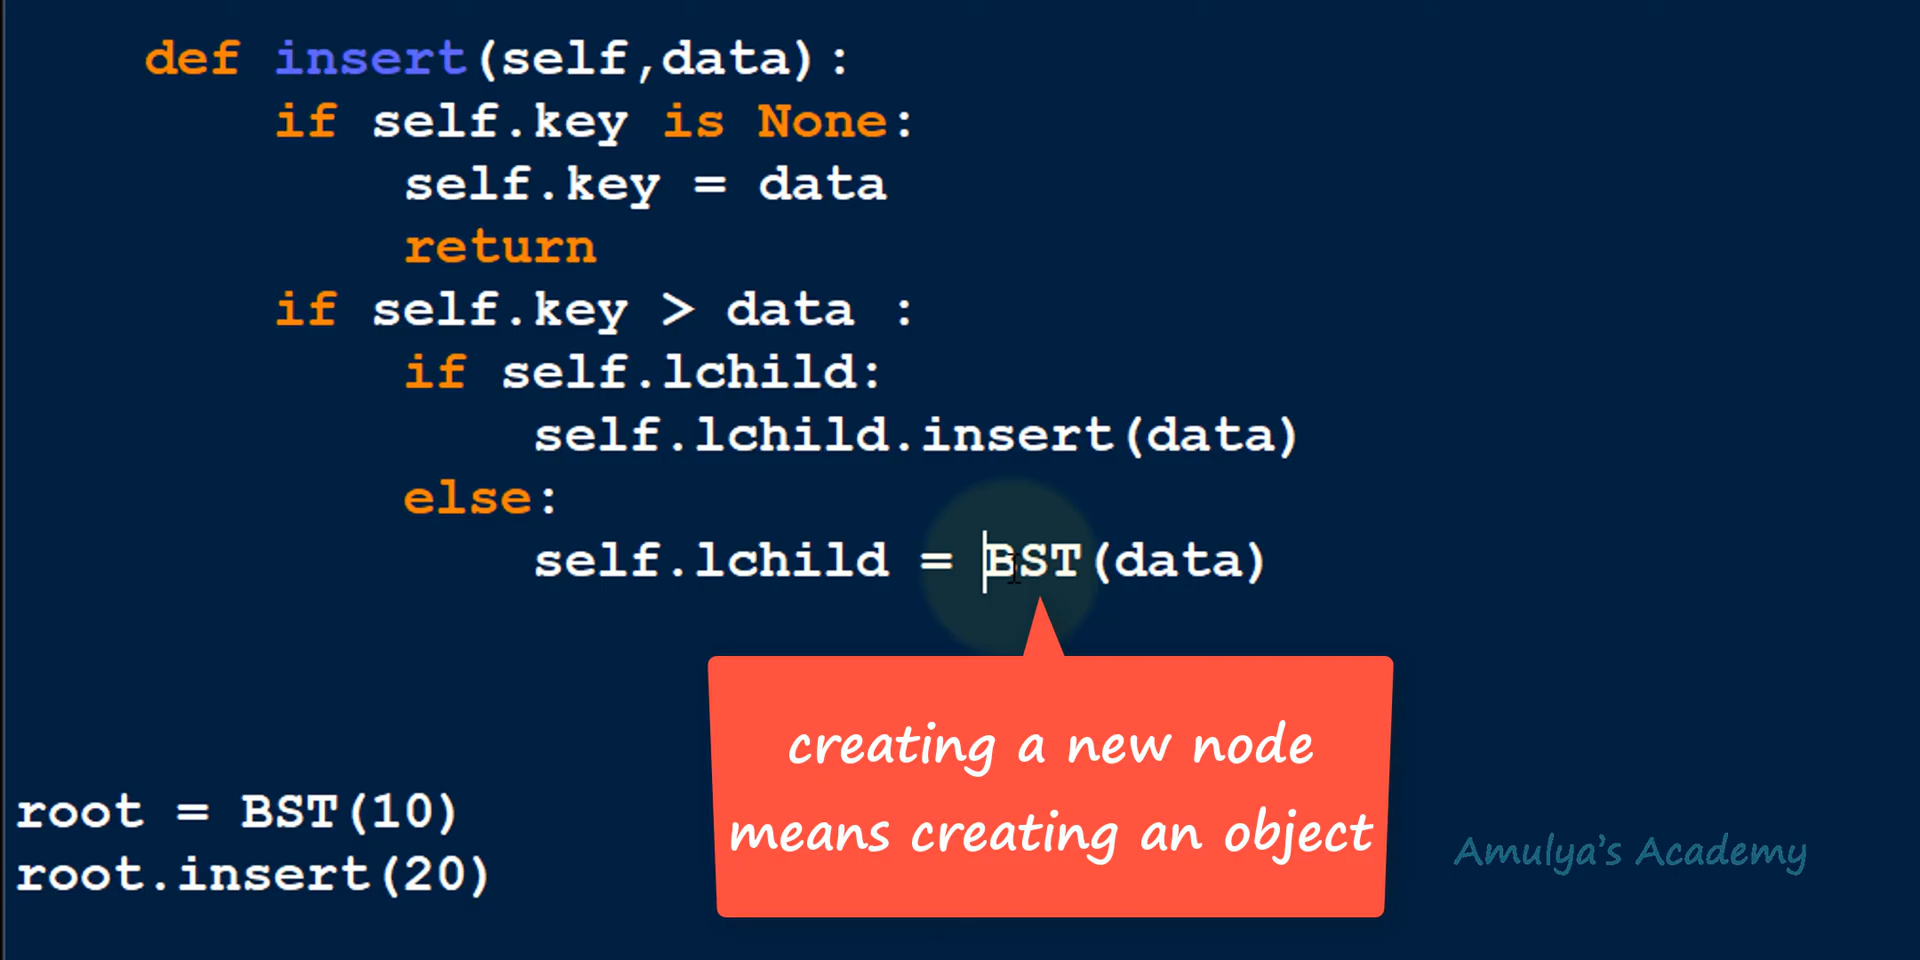 def insert(self,data):
if self.key is None:
self.key = data
return
if self.key > data :
if self.lchild:
self.lchild.insert(data)
else:
self.lchild = BST(data)
creating a new node
means creating an object
root = BST(10)
root.insert(20)
Amulya's Academy